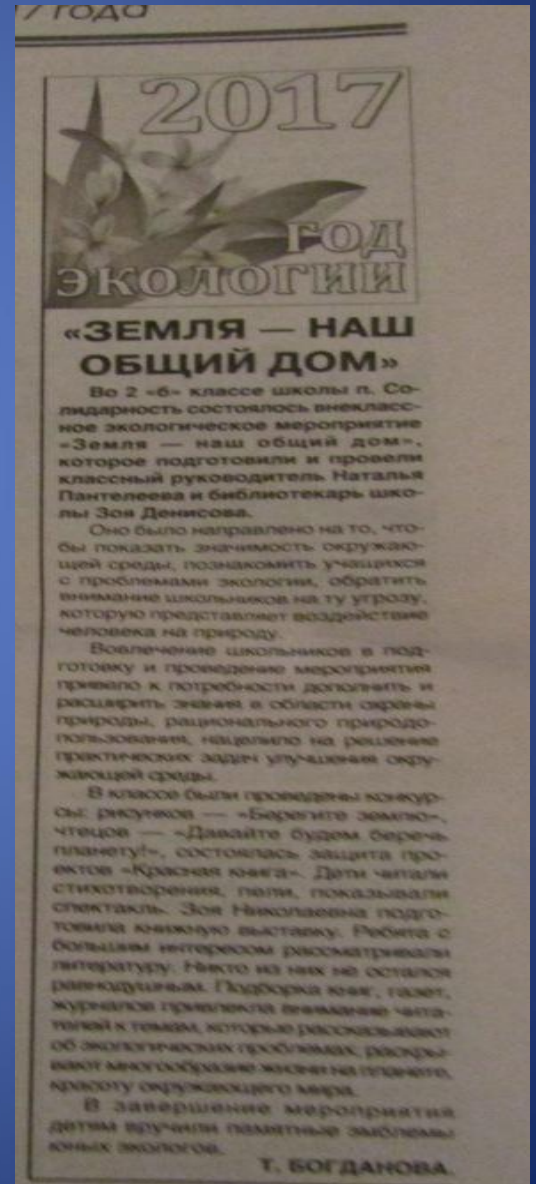 17 года
2017
ГОД
ЭКОЛОГИИ
«ЗЕМЛЯ — НАШ
ОБЩИЙ ДОМ»
Во 2 «б» классе школы п. Со-
лидарность состоялось внекласс-
ное экологическое мероприятие
«Земля — наш общий дом»,
которое подготовили и провели
классный руководитель Наталья
Пантелеева и библиотекарь шко-
лы Зоя Денисова.
Оно было направлено на то, что-
бы показать значимость окружаю-
щей среды, познакомить учащихся
с проблемами экологии, обратить
внимание школьников на ту угрозу,
которую представляет воздействие
человека на природу.
Вовлечение школьников в под-
готовку и проведение мероприятия
привело к потребности дополнить и
расширить знания в области охраны
природы, рационального природо-
пользования, нацелило на решение
практических задач улучшения окру-
жающей среды.
В классе были проведены конкур-
сы: рисунков — «Берегите землю»,
чтецов — «Давайте будем беречь
планету!», состоялась защита про-
ектов «Красная книга». Дети читали
стихотворения, пели, показывали
спектакль. Зоя Николаевна подго-
товила книжную выставку. Ребята с
большим интересом рассматривали
литературу. Никто из них не остался
равнодушным. Подборка книг, газет,
журналов привлекла внимание чита-
телей к темам, которые рассказывают
об экологических проблемах, раскры-
вают многообразие жизни на планете,
красоту окружающего мира.
В завершение мероприятия
детям вручили памятные эмблемы
юных экологов.
Т. БОГДАНОВА.